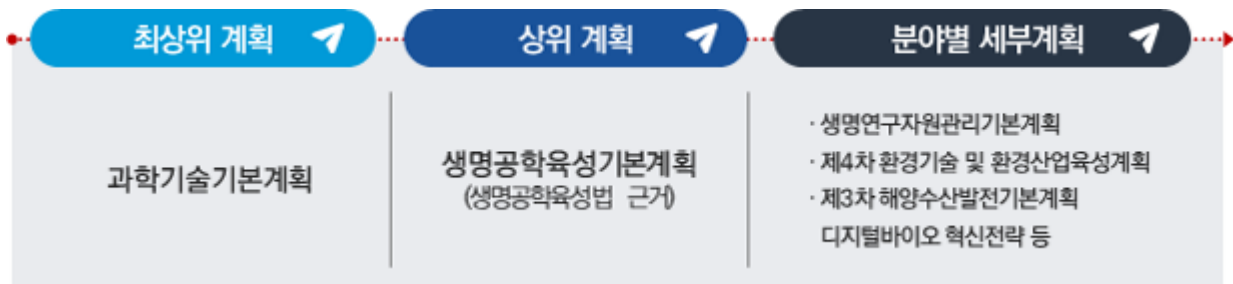 최상위 계획
상위 계획
분야별 세부계획
과학기술기본계획
생명공학육성기본계획
(생명공학육성법 근거)
· 생명연구자원관리기본계획
· 제4차 환경기술 및 환경산업육성계획
· 제3차 해양수산발전기본계획
디지털바이오 혁신전략 등